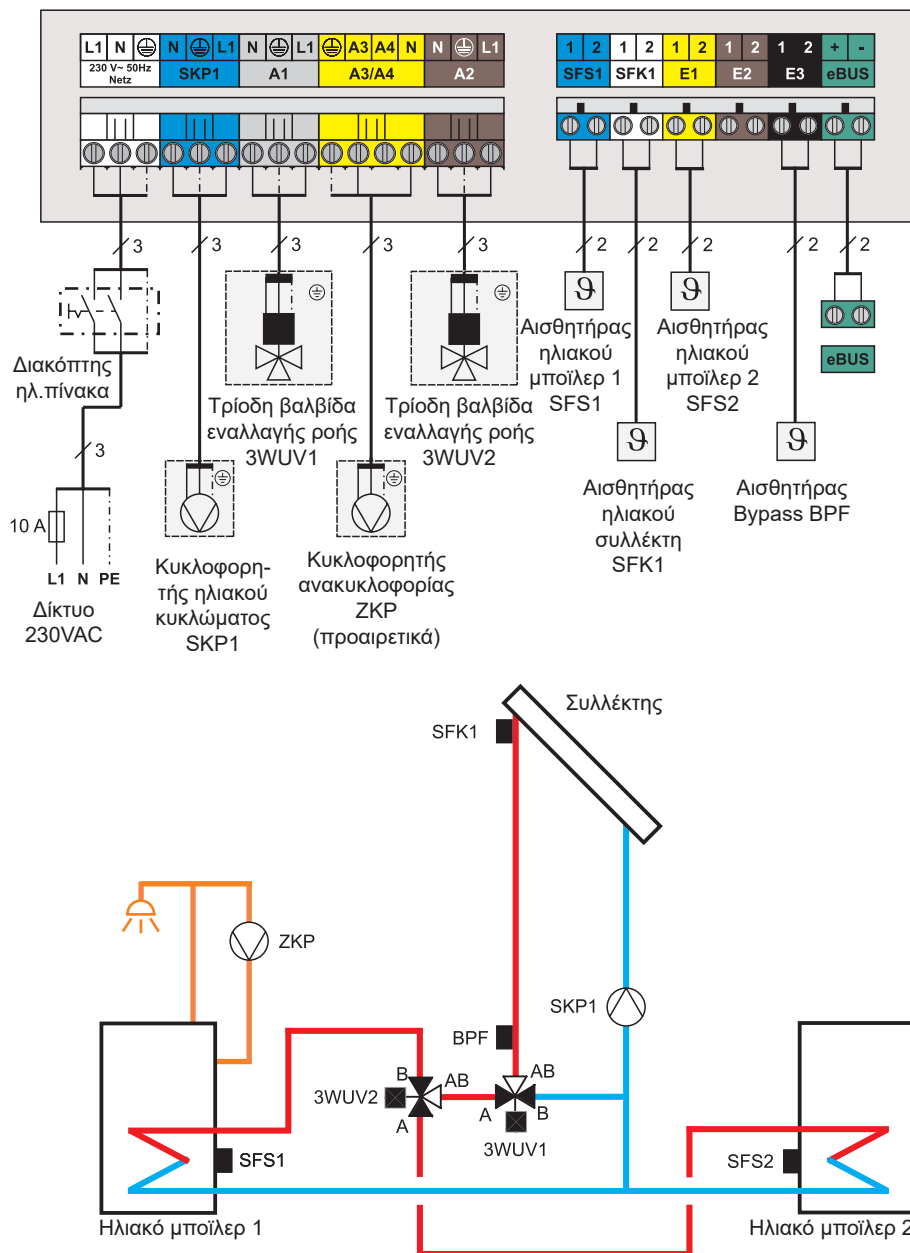 L1 N N L1 N L1 A3 A4 N N L1
230 V~ 50Hz
Netz
SKP1 A1 A3/A4 A2
1 2 1 2 1 2 1 2 1 2 + -
SFS1 SFK1 E1 E2 E3 eBUS
3 3 3 3 3 2 2 2 2 2
Διακόπτης
ηλ.πίνακα
3
10 A
L1 N PE
Δίκτυο
230VAC
Κυκλοφορη-
τής ηλιακού
κυκλώματος
SKP1
Τρίοδη βαλβίδα
εναλλαγής ροής
3WUV1
Κυκλοφορητής
ανακυκλοφορίας
ZKP
(προαιρετικά)
Τρίοδη βαλβίδα
εναλλαγής ροής
3WUV2
ϑ
Αισθητήρας
ηλιακού
μποϊλερ 1
SFS1
ϑ
Αισθητήρας
ηλιακού
συλλέκτη
SFK1
ϑ
Αισθητήρας
ηλιακού
μποϊλερ 2
SFS2
ϑ
Αισθητήρας
Bypass BPF
eBUS
Συλλέκτης
SFK1
ZKP
SKP1
BPF
B AB AB
3WUV2
A A B
3WUV1
SFS1
SFS2
Ηλιακό μποϊλερ 1
Ηλιακό μποϊλερ 2